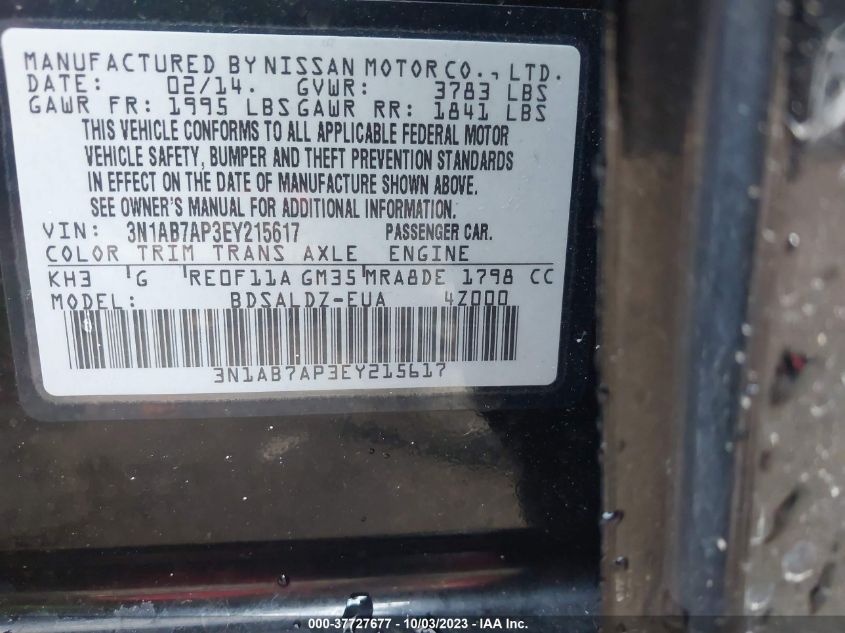 MANUFACTURED BY NISSAN MOTOR CO., LTD.
DATE: 02/14. GVWR: 3783 LBS
GAWR FR: 1995 LBS GAWR RR: 1841 LBS
THIS VEHICLE CONFORMS TO ALL APPLICABLE FEDERAL MOTOR
VEHICLE SAFETY, BUMPER AND THEFT PREVENTION STANDARDS
IN EFFECT ON THE DATE OF MANUFACTURE SHOWN ABOVE.
SEE OWNER'S MANUAL FOR ADDITIONAL INFORMATION.
VIN: 3N1AB7AP3EY215617 PASSENGER CAR.
COLOR TRIM TRANS AXLE ENGINE
KH3 G RE0F11A GM35 MRA8DE 1798 CC
MODEL: BDSALDZ-EUA 4Z000
3N1AB7AP3EY215617
000-37727677 - 10/03/2023 - IAA Inc.